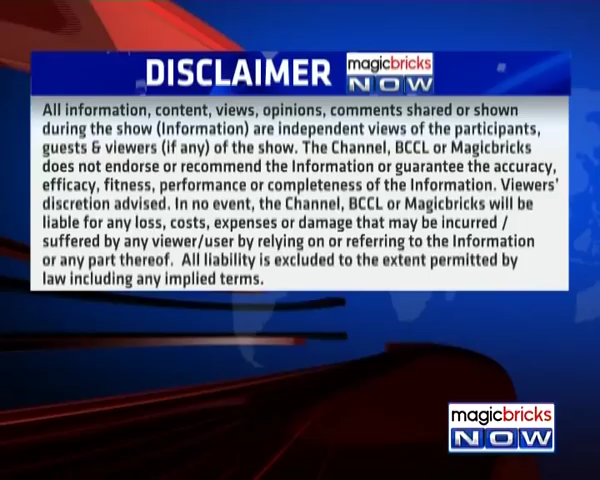 DISCLAIMER magicbricks
NOW
All information, content, views, opinions, comments shared or shown
during the show (Information) are independent views of the participants,
guests & viewers (if any) of the show. The Channel, BCCL or Magicbricks
does not endorse or recommend the Information or guarantee the accuracy,
efficacy, fitness, performance or completeness of the Information. Viewers'
discretion advised. In no event, the Channel, BCCL or Magicbricks will be
liable for any loss, costs, expenses or damage that may be incurred /
suffered by any viewer/user by relying on or referring to the Information
or any part thereof. All liability is excluded to the extent permitted by
law including any implied terms.
magicbricks
NOW